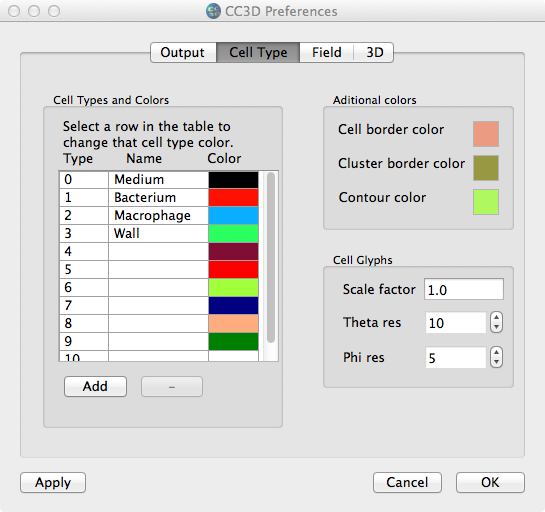 CC3D Preferences
Output Cell Type Field 3D
Cell Types and Colors
Select a row in the table to
change that cell type color.
Type Name Color
0 Medium
1 Bacterium
2 Macrophage
3 Wall
4
5
6
7
8
9
10
Add -
Aditional colors
Cell border color
Cluster border color
Contour color
Cell Glyphs
Scale factor 1.0
Theta res 10
Phi res 5
Apply Cancel OK